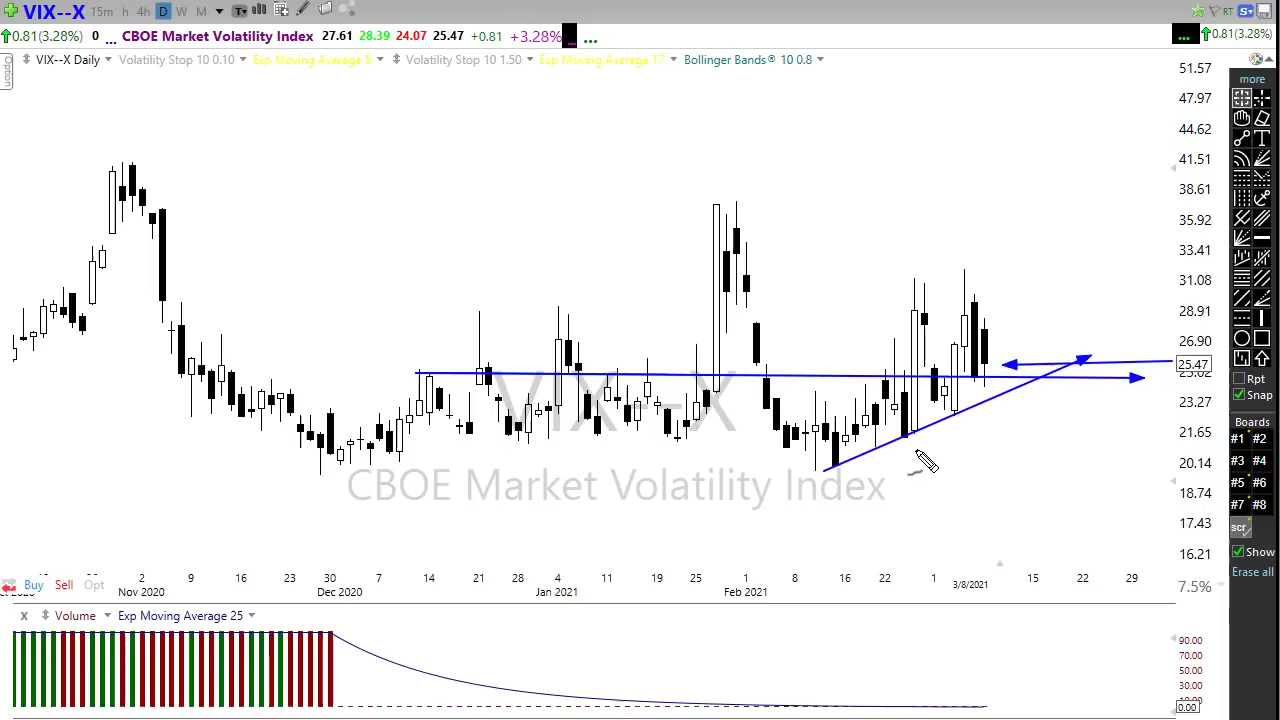 VIX--X 15m h 4h D W M T RT S
0.81(3.28%) 0 ... CBOE Market Volatility Index 27.61 28.39 24.07 25.47 +0.81 +3.28% ... ... ... 0.81(3.28%)
Option
VIX--X Daily Volatility Stop 10 0.10 Exp Moving Average 8 Volatility Stop 10 1.50 Exp Moving Average 17 Bollinger Bands® 10 0.8
51.57
47.97
44.62
41.51
38.61
35.92
33.41
31.08
28.91
26.90
25.47
25.02
23.27
21.65
20.14
18.74
17.43
16.21
7.5%
VIX--X
CBOE Market Volatility Index
2 9 16 23 30 7 14 21 28 4 11 19 25 1 8 16 22 1 3/8/2021 15 22 29
Nov 2020 Dec 2020 Jan 2021 Feb 2021
Buy Sell Opt
x Volume Exp Moving Average 25
90.00
70.00
50.00
30.00
0.00
more
T
Rpt
Snap
Boards
#1 #2
#3 #4
#5 #6
#7 #8
scr
Show
Erase all